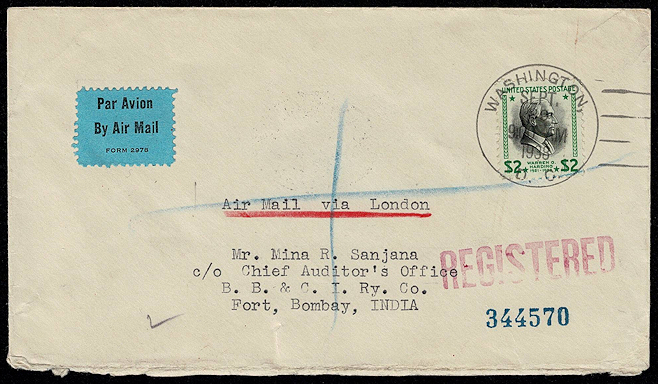 Par Avion
By Air Mail
FORM 2978
WASHINGTON,
D. C.
UNITED STATES POSTAGE
WARREN G.
HARDING
$2 $2
Air Mail via London
Mr. Mina R. Sanjana
c/o Chief Auditor's Office
B. B. & C. I. Ry. Co.
Fort, Bombay, INDIA
REGISTERED
344570